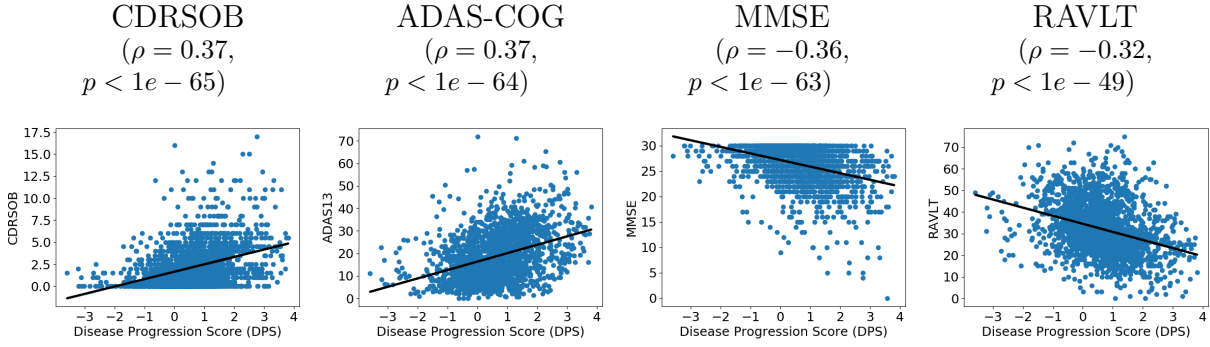 CDRSOB
(ρ = 0.37,
p < 1e − 65)
17.5
15.0
12.5
10.0
7.5
5.0
2.5
0.0
CDRSOB
−3 −2 −1 0 1 2 3 4
Disease Progression Score (DPS)
ADAS-COG
(ρ = 0.37,
p < 1e − 64)
70
60
50
40
30
20
10
0
ADAS13
−3 −2 −1 0 1 2 3 4
Disease Progression Score (DPS)
MMSE
(ρ = −0.36,
p < 1e − 63)
30
25
20
15
10
5
0
MMSE
−3 −2 −1 0 1 2 3 4
Disease Progression Score (DPS)
RAVLT
(ρ = −0.32,
p < 1e − 49)
70
60
50
40
30
20
10
0
RAVLT
−3 −2 −1 0 1 2 3 4
Disease Progression Score (DPS)